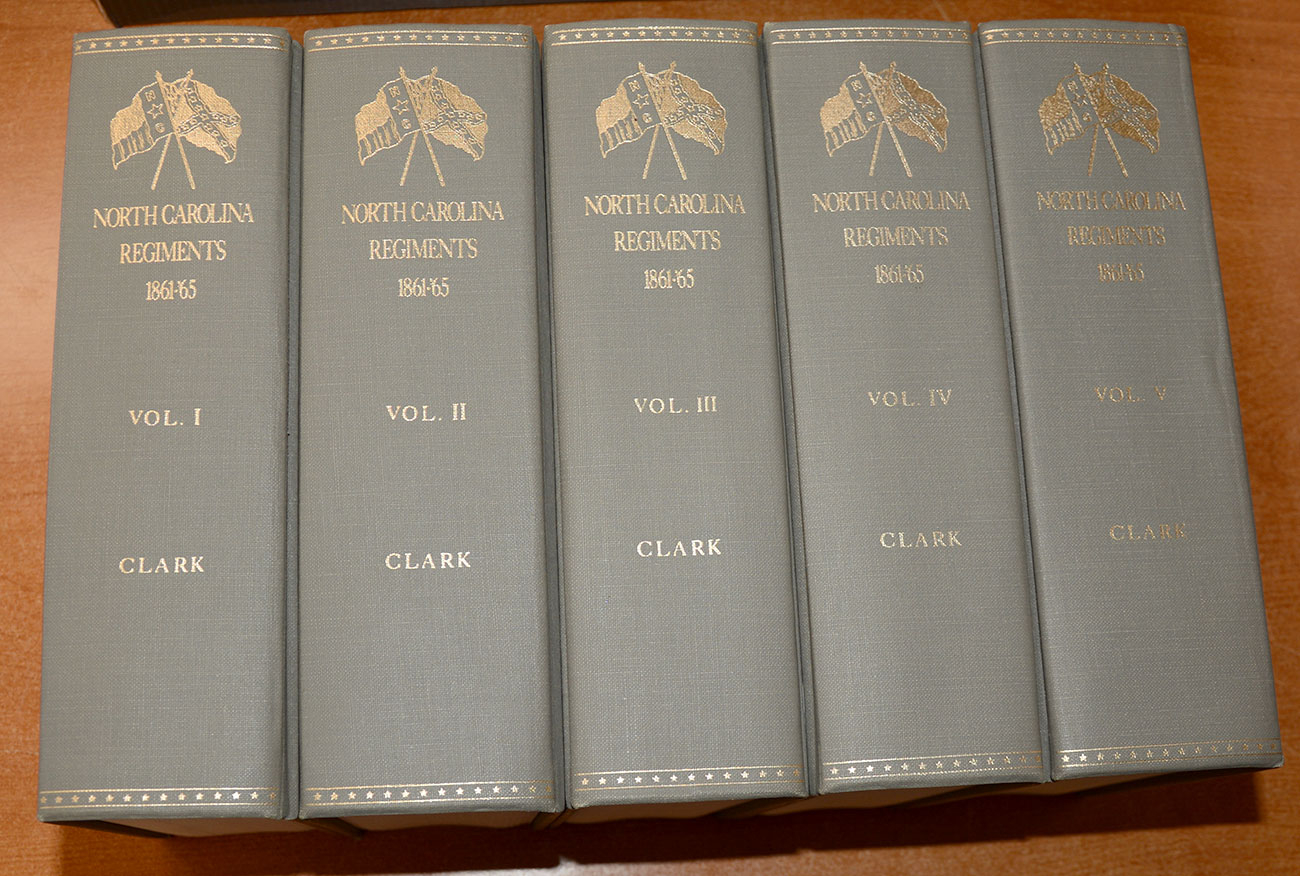 NORTH CAROLINA
REGIMENTS
1861-'65
VOL. I
CLARK
NORTH CAROLINA
REGIMENTS
1861-'65
VOL. II
CLARK
NORTH CAROLINA
REGIMENTS
1861-'65
VOL. III
CLARK
NORTH CAROLINA
REGIMENTS
1861-'65
VOL. IV
CLARK
NORTH CAROLINA
REGIMENTS
1861-'65
VOL. V
CLARK